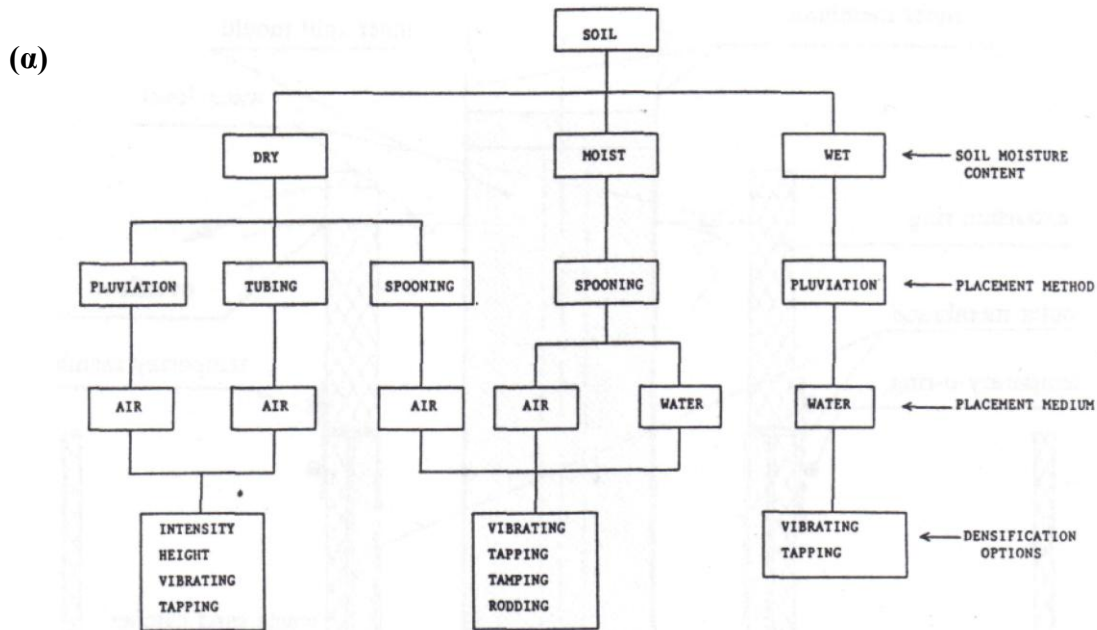 (α)
SOIL
DRY
MOIST
WET
SOIL MOISTURE
CONTENT
PLUVIATION
TUBING
SPOONING
SPOONING
PLUVIATION
PLACEMENT METHOD
AIR
AIR
AIR
AIR
WATER
WATER
PLACEMENT MEDIUM
INTENSITY
HEIGHT
VIBRATING
TAPPING
VIBRATING
TAPPING
TAMPING
RODDING
VIBRATING
TAPPING
DENSIFICATION
OPTIONS